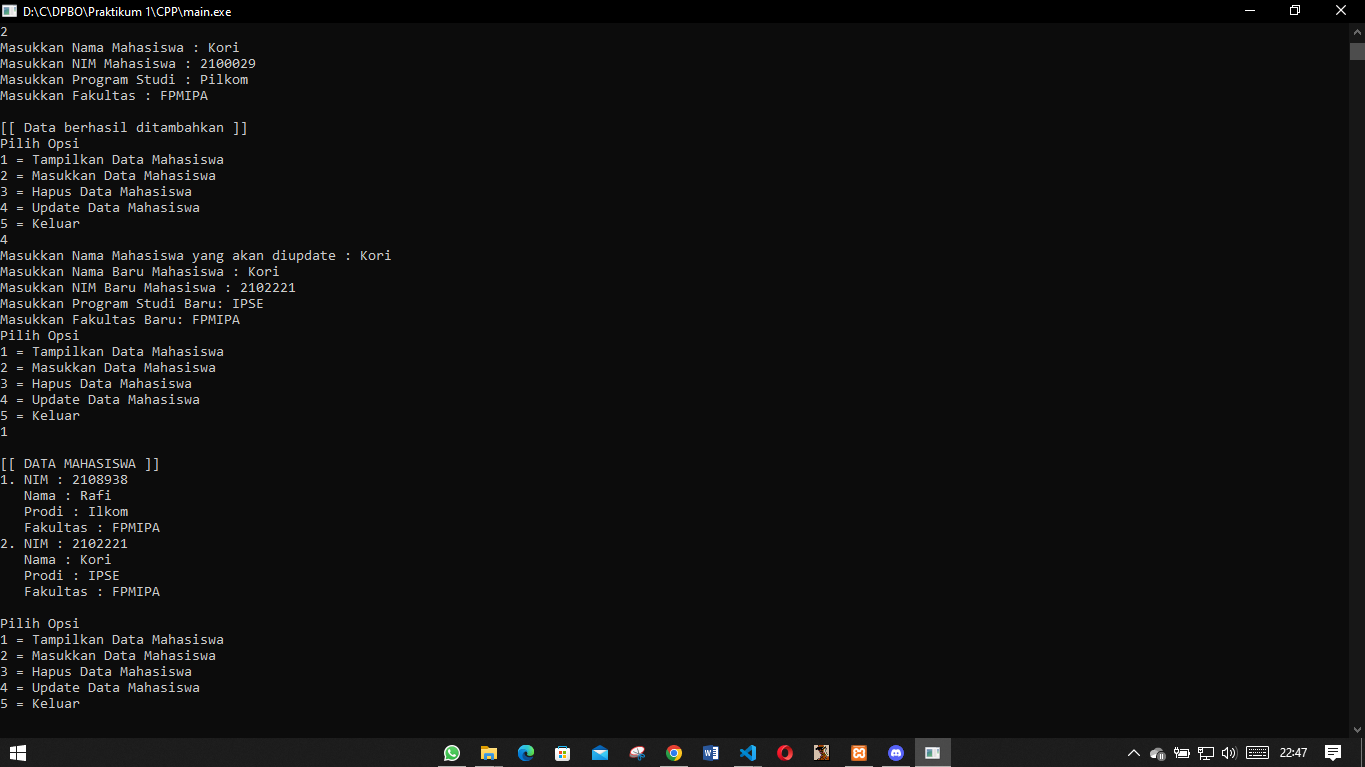 D:\C\DPBO\Praktikum 1\CPP\main.exe
2
Masukkan Nama Mahasiswa : Kori
Masukkan NIM Mahasiswa : 2100029
Masukkan Program Studi : Pilkom
Masukkan Fakultas : FPMIPA

[[ Data berhasil ditambahkan ]]
Pilih Opsi
1 = Tampilkan Data Mahasiswa
2 = Masukkan Data Mahasiswa
3 = Hapus Data Mahasiswa
4 = Update Data Mahasiswa
5 = Keluar
4
Masukkan Nama Mahasiswa yang akan diupdate : Kori
Masukkan Nama Baru Mahasiswa : Kori
Masukkan NIM Baru Mahasiswa : 2102221
Masukkan Program Studi Baru: IPSE
Masukkan Fakultas Baru: FPMIPA
Pilih Opsi
1 = Tampilkan Data Mahasiswa
2 = Masukkan Data Mahasiswa
3 = Hapus Data Mahasiswa
4 = Update Data Mahasiswa
5 = Keluar
1

[[ DATA MAHASISWA ]]
1. NIM : 2108938
   Nama : Rafi
   Prodi : Ilkom
   Fakultas : FPMIPA
2. NIM : 2102221
   Nama : Kori
   Prodi : IPSE
   Fakultas : FPMIPA

Pilih Opsi
1 = Tampilkan Data Mahasiswa
2 = Masukkan Data Mahasiswa
3 = Hapus Data Mahasiswa
4 = Update Data Mahasiswa
5 = Keluar
22:47